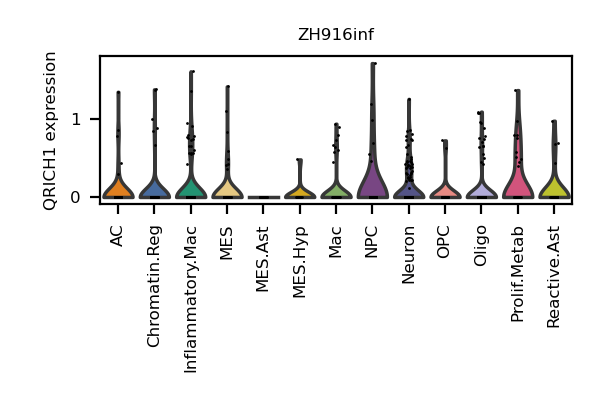 ZH916inf
QRICH1 expression
1
0
AC
Chromatin.Reg
Inflammatory.Mac
MES
MES.Ast
MES.Hyp
Mac
NPC
Neuron
OPC
Oligo
Prolif.Metab
Reactive.Ast